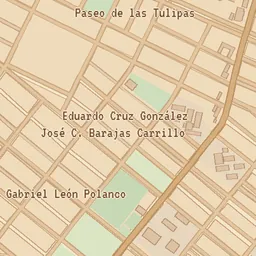 Paseo de las Tulipas
Eduardo Cruz González
José C. Barajas Carrillo
Gabriel León Polanco